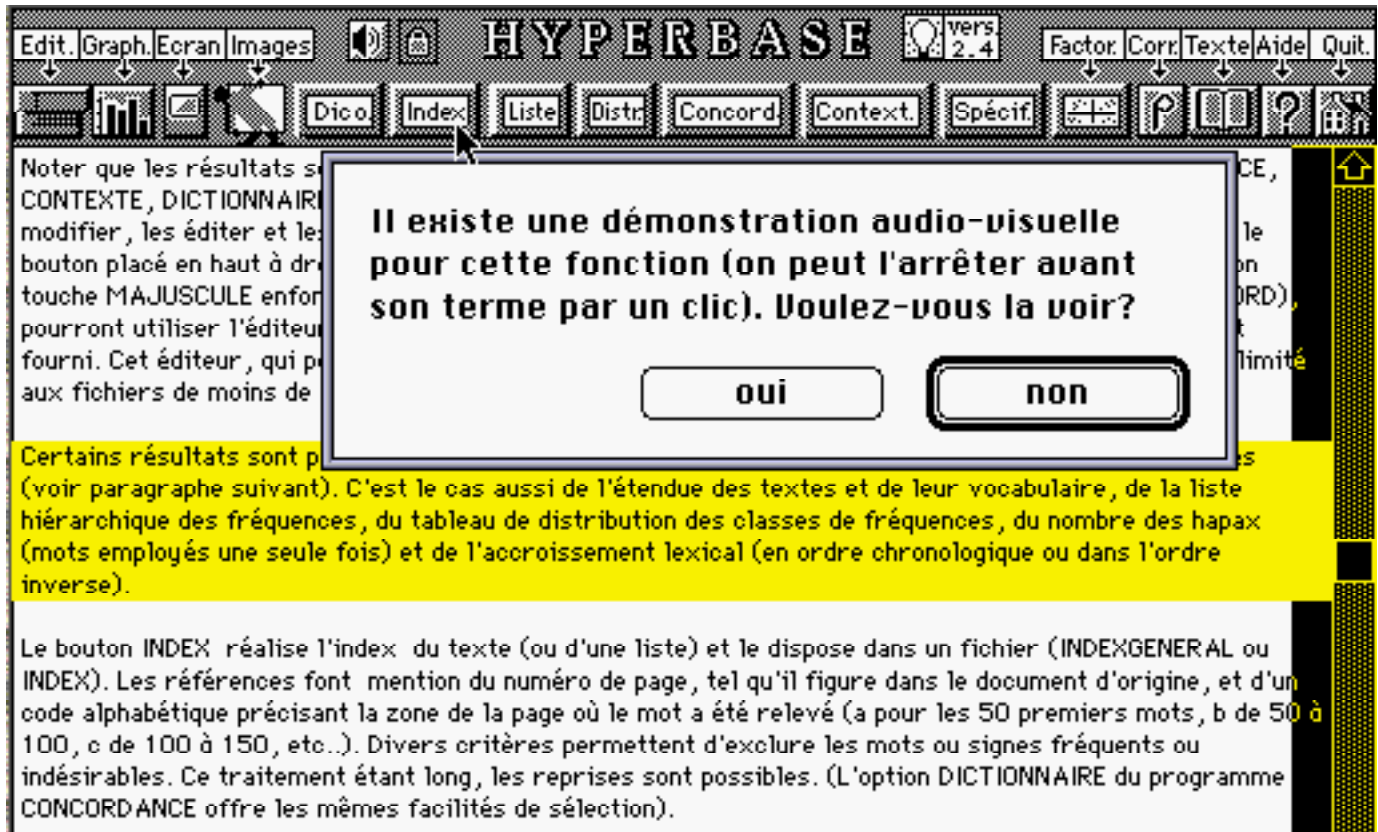 HYPERBASE vers. 2.4
Edit. Graph. Ecran Images Factor. Corr. Texte Aide Quit.
Dico. Index Liste Distr. Concord. Context. Spécif. ?
Noter que les résultats CE,
CONTEXTE,
modifier, les éditer et le
bouton placé en haut à
touche MAJUSCULE
pourront utiliser
fourni. Cet éditeur, qui limité
aux fichiers de moins de
Il existe une démonstration audio-visuelle
pour cette fonction (on peut l'arrêter avant
son terme par un clic). Voulez-vous la voir?
oui non
Certains résultats sont
(voir paragraphe suivant). C'est le cas aussi de l'étendue des textes et de leur vocabulaire, de la liste
hiérarchique des fréquences, du tableau de distribution des classes de fréquences, du nombre des hapax
(mots employés une seule fois) et de l'accroissement lexical (en ordre chronologique ou dans l'ordre
inverse).
Le bouton INDEX réalise l'index du texte (ou d'une liste) et le dispose dans un fichier (INDEXGENERAL ou
INDEX). Les références font mention du numéro de page, tel qu'il figure dans le document d'origine, et d'un
code alphabétique précisant la zone de la page où le mot a été relevé (a pour les 50 premiers mots, b de 50 à
100, c de 100 à 150, etc..). Divers critères permettent d'exclure les mots ou signes fréquents ou
indésirables. Ce traitement étant long, les reprises sont possibles. (L'option DICTIONNAIRE du programme
CONCORDANCE offre les mêmes facilités de sélection).